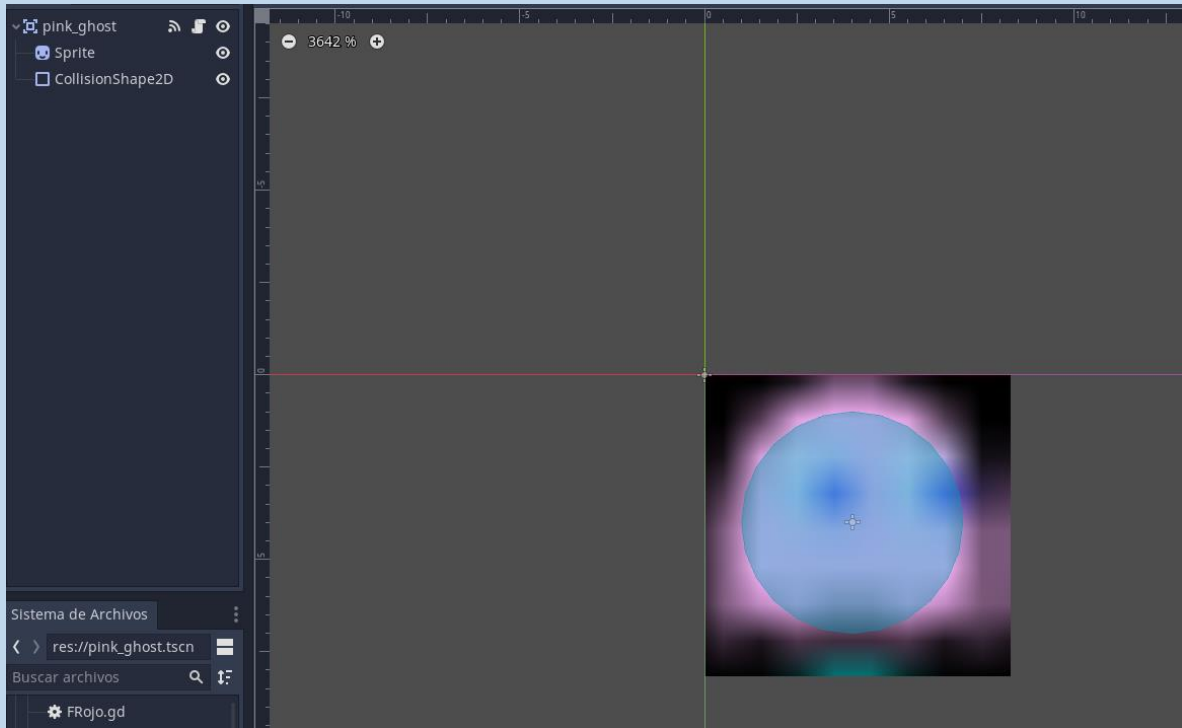 pink_ghost
Sprite
CollisionShape2D
Sistema de Archivos
res://pink_ghost.tscn
Buscar archivos
FRojo.gd
-10
-5
0
5
10
3642 %
-5
0
5